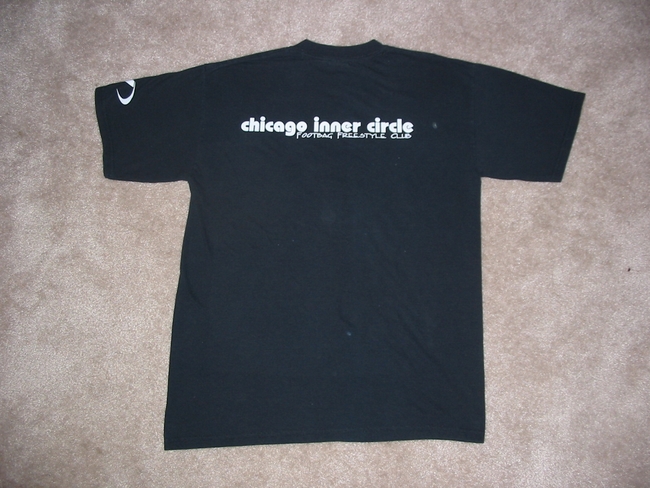 chicago inner circle
FOOTBAG FREESTYLE CLUB